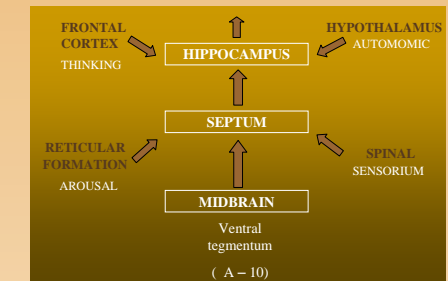 FRONTAL
CORTEX
THINKING
HYPOTHALAMUS
AUTOMOMIC
HIPPOCAMPUS
SEPTUM
RETICULAR
FORMATION
AROUSAL
SPINAL
SENSORIUM
MIDBRAIN
Ventral
tegmentum
( A – 10)